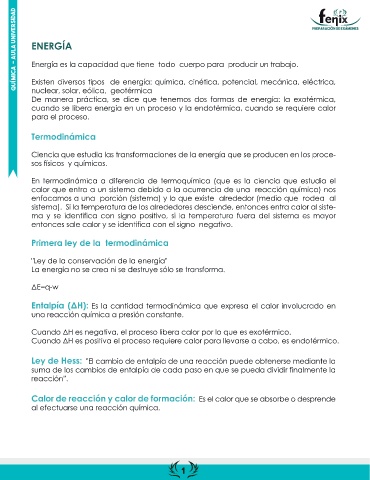 QUÍMICA – AULA UNIVERSIDAD
fenix
PREPARACIÓN DE EXÁMENES
ENERGÍA
Energía es la capacidad que tiene todo cuerpo para producir un trabajo.
Existen diversos tipos de energía: química, cinética, potencial, mecánica, eléctrica,
nuclear, solar, eólica, geotérmica
De manera práctica, se dice que tenemos dos formas de energía: la exotérmica,
cuando se libera energía en un proceso y la endotérmica, cuando se requiere calor
para el proceso.
Termodinámica
Ciencia que estudia las transformaciones de la energía que se producen en los proce-
sos físicos y químicos.
En termodinámica a diferencia de termoquímica (que es la ciencia que estudia el
calor que entra a un sistema debido a la ocurrencia de una reacción química) nos
enfocamos a una porción (sistema) y lo que existe alrededor (medio que rodea al
sistema). Si la temperatura de los alrededores desciende, entonces entra calor al siste-
ma y se identifica con signo positivo, si la temperatura fuera del sistema es mayor
entonces sale calor y se identifica con el signo negativo.
Primera ley de la termodinámica
"Ley de la conservación de la energía"
La energía no se crea ni se destruye sólo se transforma.
ΔE=q-w
Entalpía (ΔH): Es la cantidad termodinámica que expresa el calor involucrado en
una reacción química a presión constante.
Cuando ΔH es negativa, el proceso libera calor por lo que es exotérmico.
Cuando ΔH es positiva el proceso requiere calor para llevarse a cabo, es endotérmico.
Ley de Hess: "El cambio de entalpía de una reacción puede obtenerse mediante la
suma de los cambios de entalpía de cada paso en que se pueda dividir finalmente la
reacción".
Calor de reacción y calor de formación: Es el calor que se absorbe o desprende
al efectuarse una reacción química.
1